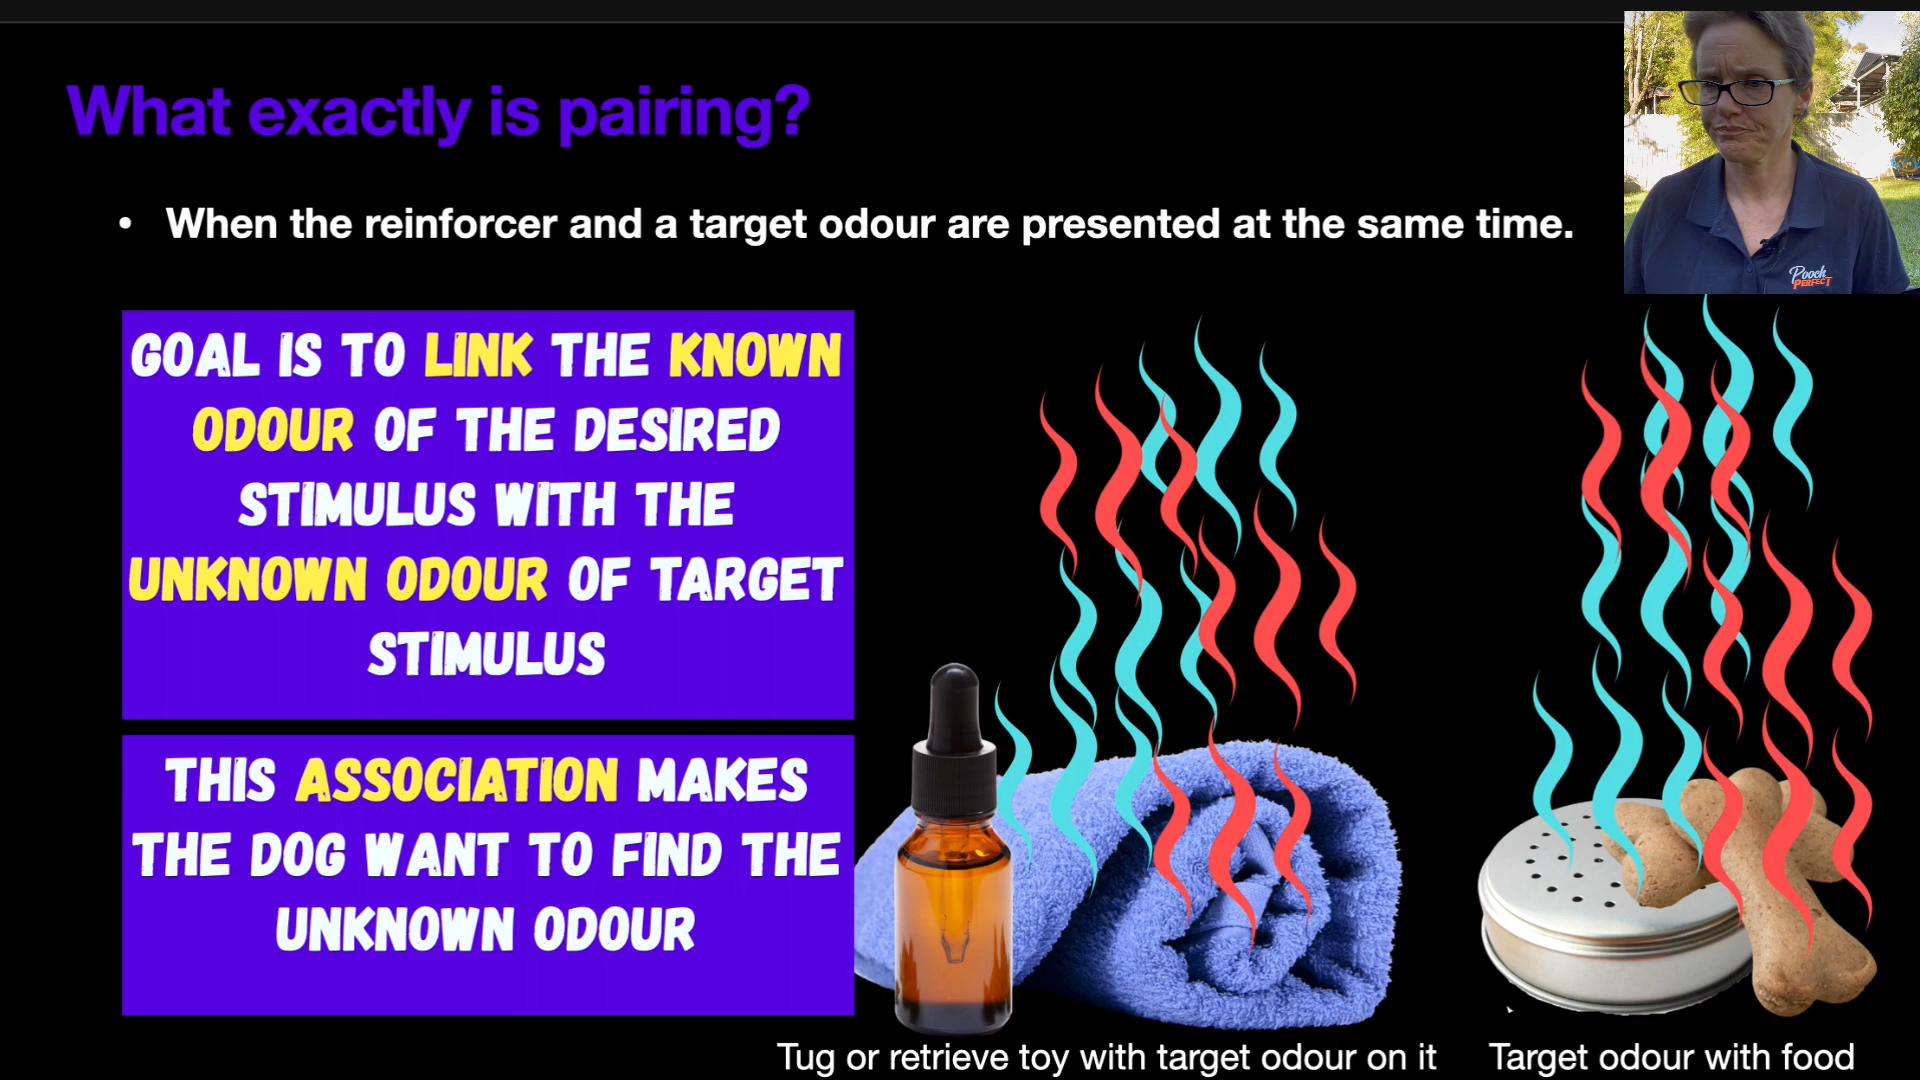 What exactly is pairing?
• When the reinforcer and a target odour are presented at the same time.
GOAL IS TO LINK THE KNOWN
ODOUR OF THE DESIRED
STIMULUS WITH THE
UNKNOWN ODOUR OF TARGET
STIMULUS
THIS ASSOCIATION MAKES
THE DOG WANT TO FIND THE
UNKNOWN ODOUR
Tug or retrieve toy with target odour on it
Target odour with food
Pooch
PERFECT